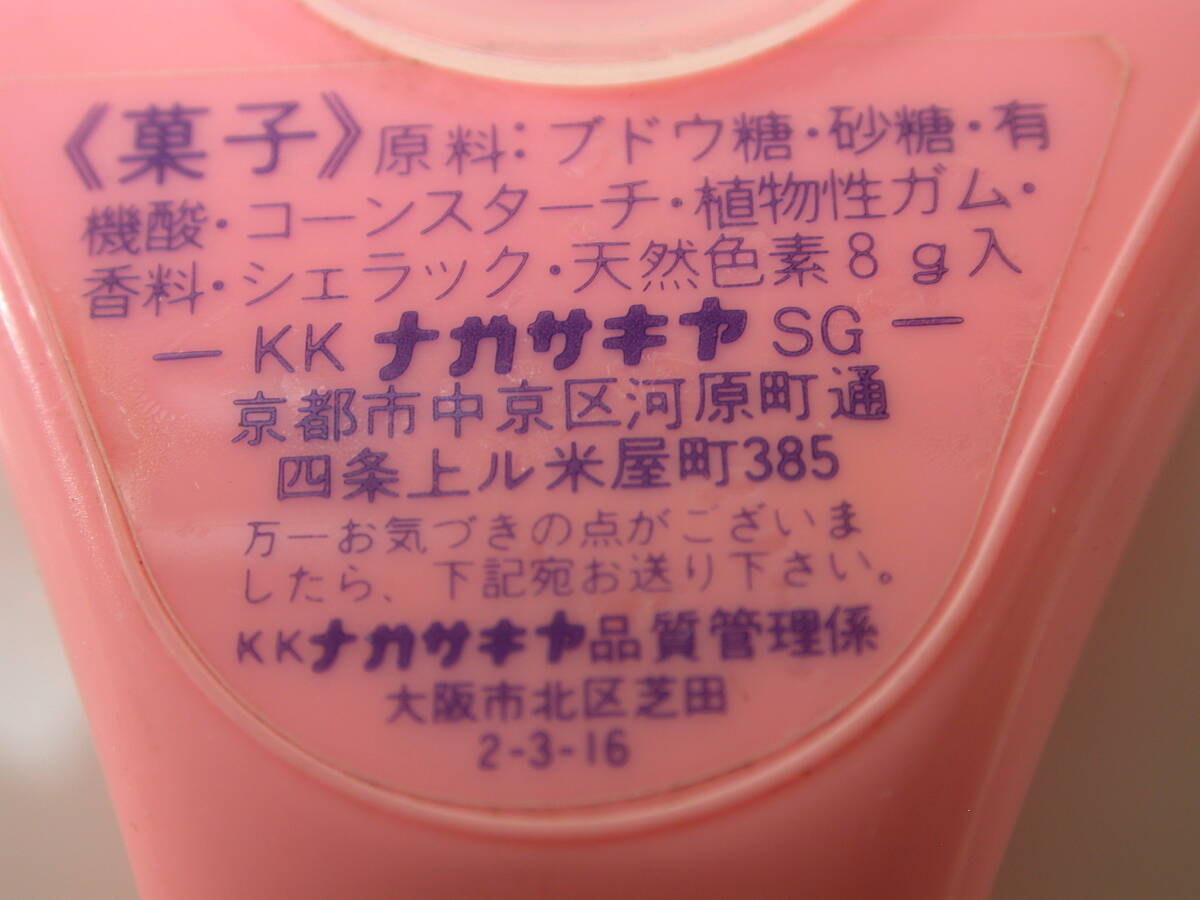 《菓子》原料：ブドウ糖・砂糖・有
機酸・コーンスターチ・植物性ガム・
香料・シェラック・天然色素8g入
— KK ナガサキヤ SG —
京都市中京区河原町通
四条上ル米屋町385
万一お気づきの点がございま
したら、下記宛お送り下さい。
KKナガサキヤ品質管理係
大阪市北区芝田
2-3-16